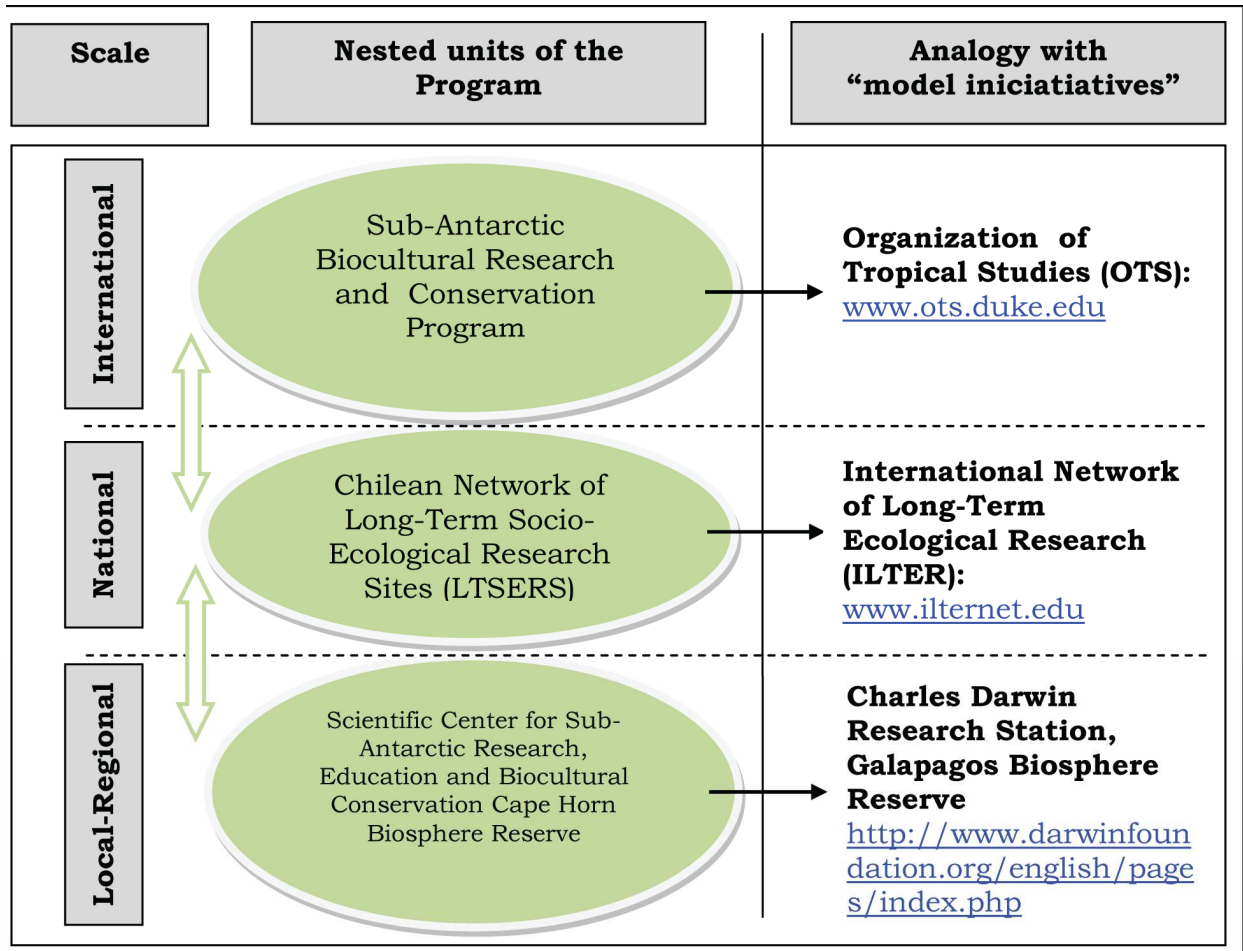 Scale
Nested units of the
Program
Analogy with
“model iniciatiatives”
International
Sub-Antarctic
Biocultural Research
and Conservation
Program
Organization of
Tropical Studies (OTS):
www.ots.duke.edu
National
Chilean Network of
Long-Term Socio-
Ecological Research
Sites (LTSERS)
International Network
of Long-Term
Ecological Research
(ILTER):
www.ilternet.edu
Local-Regional
Scientific Center for Sub-
Antarctic Research,
Education and Biocultural
Conservation Cape Horn
Biosphere Reserve
Charles Darwin
Research Station,
Galapagos Biosphere
Reserve
http://www.darwinfoun
dation.org/english/page
s/index.php